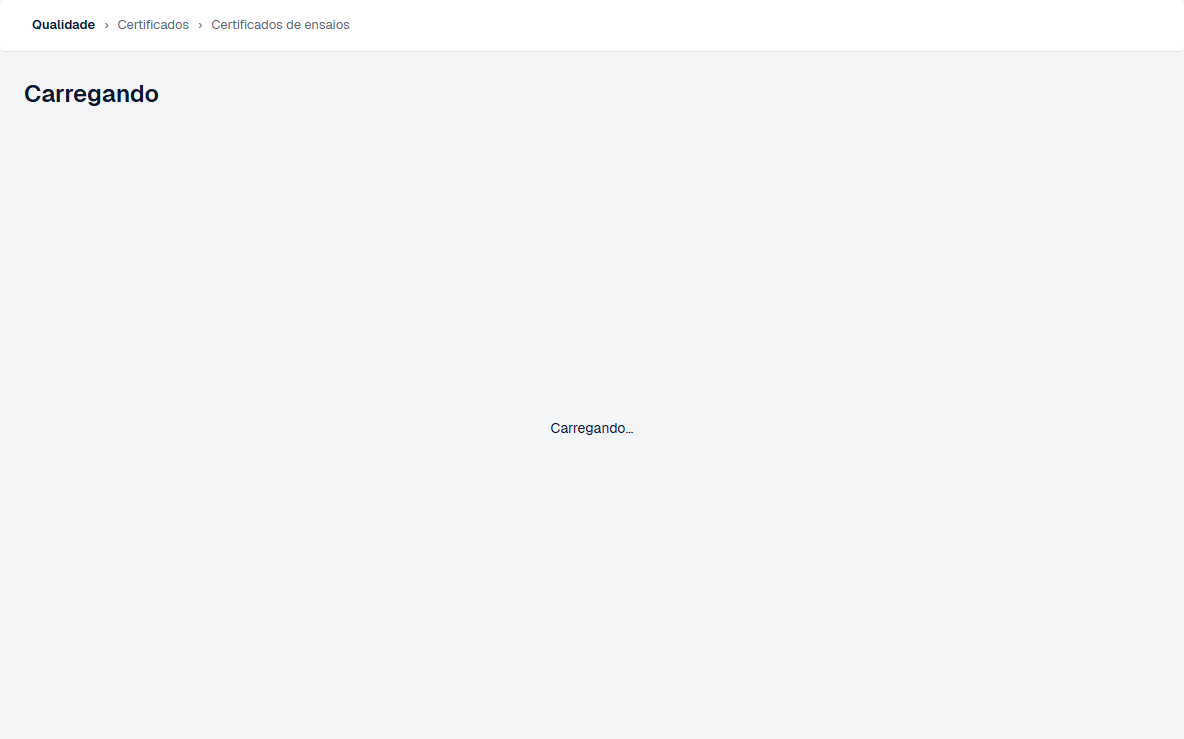 Qualidade › Certificados › Certificados de ensaios
Carregando
Carregando…